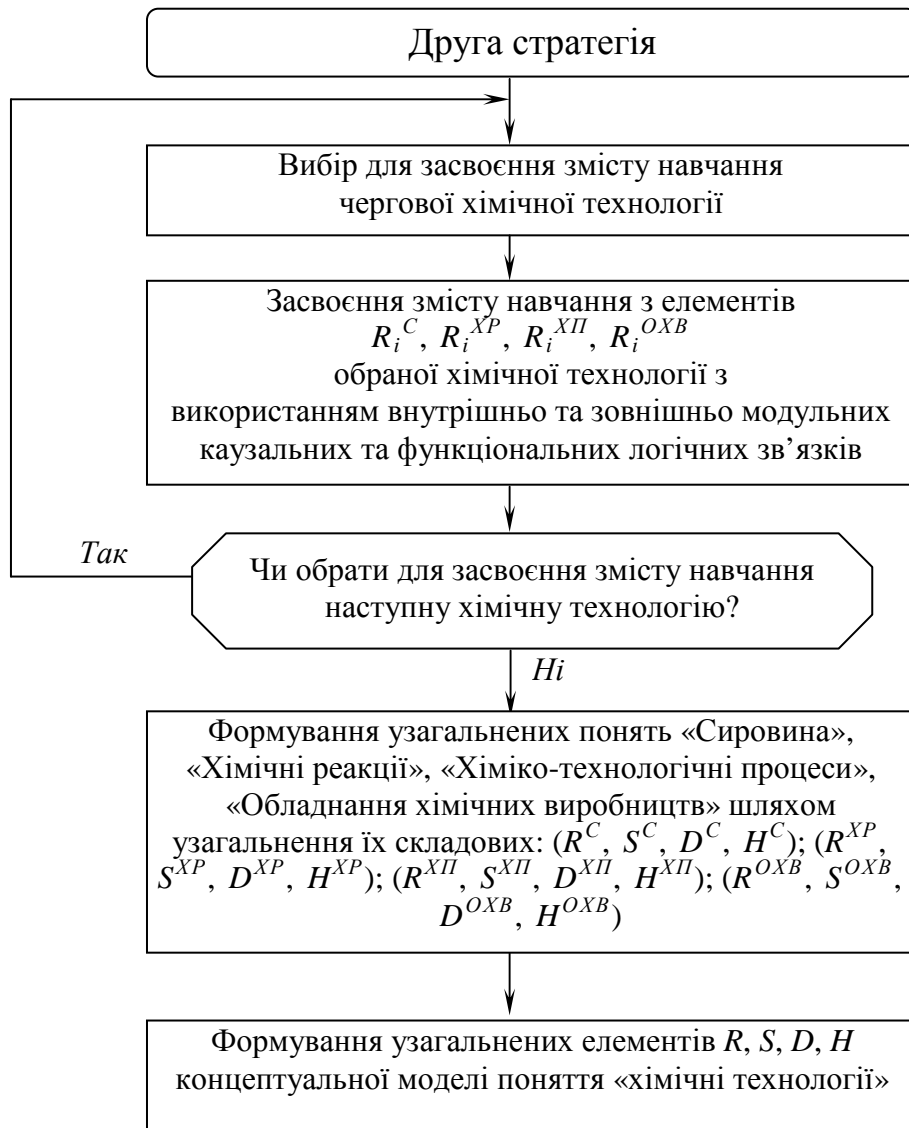 Друга стратегія
Вибір для засвоєння змісту навчання
чергової хімічної технології
Засвоєння змісту навчання з елементів
R_i^С, R_i^ХР, R_i^ХП, R_i^ОХВ
обраної хімічної технології з
використанням внутрішньо та зовнішньо модульних
каузальних та функціональних логічних зв’язків
Так
Чи обрати для засвоєння змісту навчання
наступну хімічну технологію?
Ні
Формування узагальнених понять «Сировина»,
«Хімічні реакції», «Хіміко-технологічні процеси»,
«Обладнання хімічних виробництв» шляхом
узагальнення їх складових: (R^С, S^С, D^С, H^С); (R^ХР,
S^ХР, D^ХР, H^ХР); (R^ХП, S^ХП, D^ХП, H^ХП); (R^ОХВ, S^ОХВ,
D^ОХВ, H^ОХВ)
Формування узагальнених елементів R, S, D, H
концептуальної моделі поняття «хімічні технології»